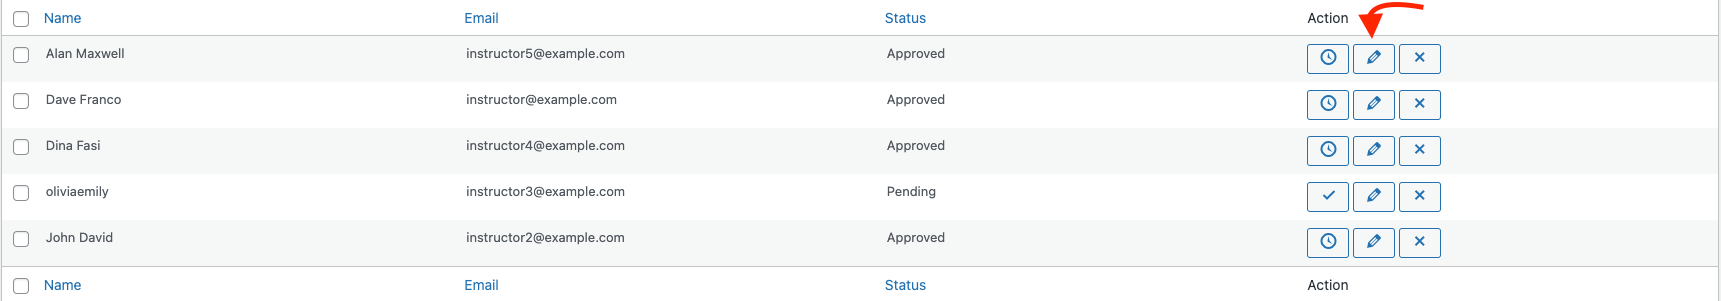 Name Email Status Action
Alan Maxwell instructor5@example.com Approved
Dave Franco instructor@example.com Approved
Dina Fasi instructor4@example.com Approved
oliviaemily instructor3@example.com Pending
John David instructor2@example.com Approved
Name Email Status Action